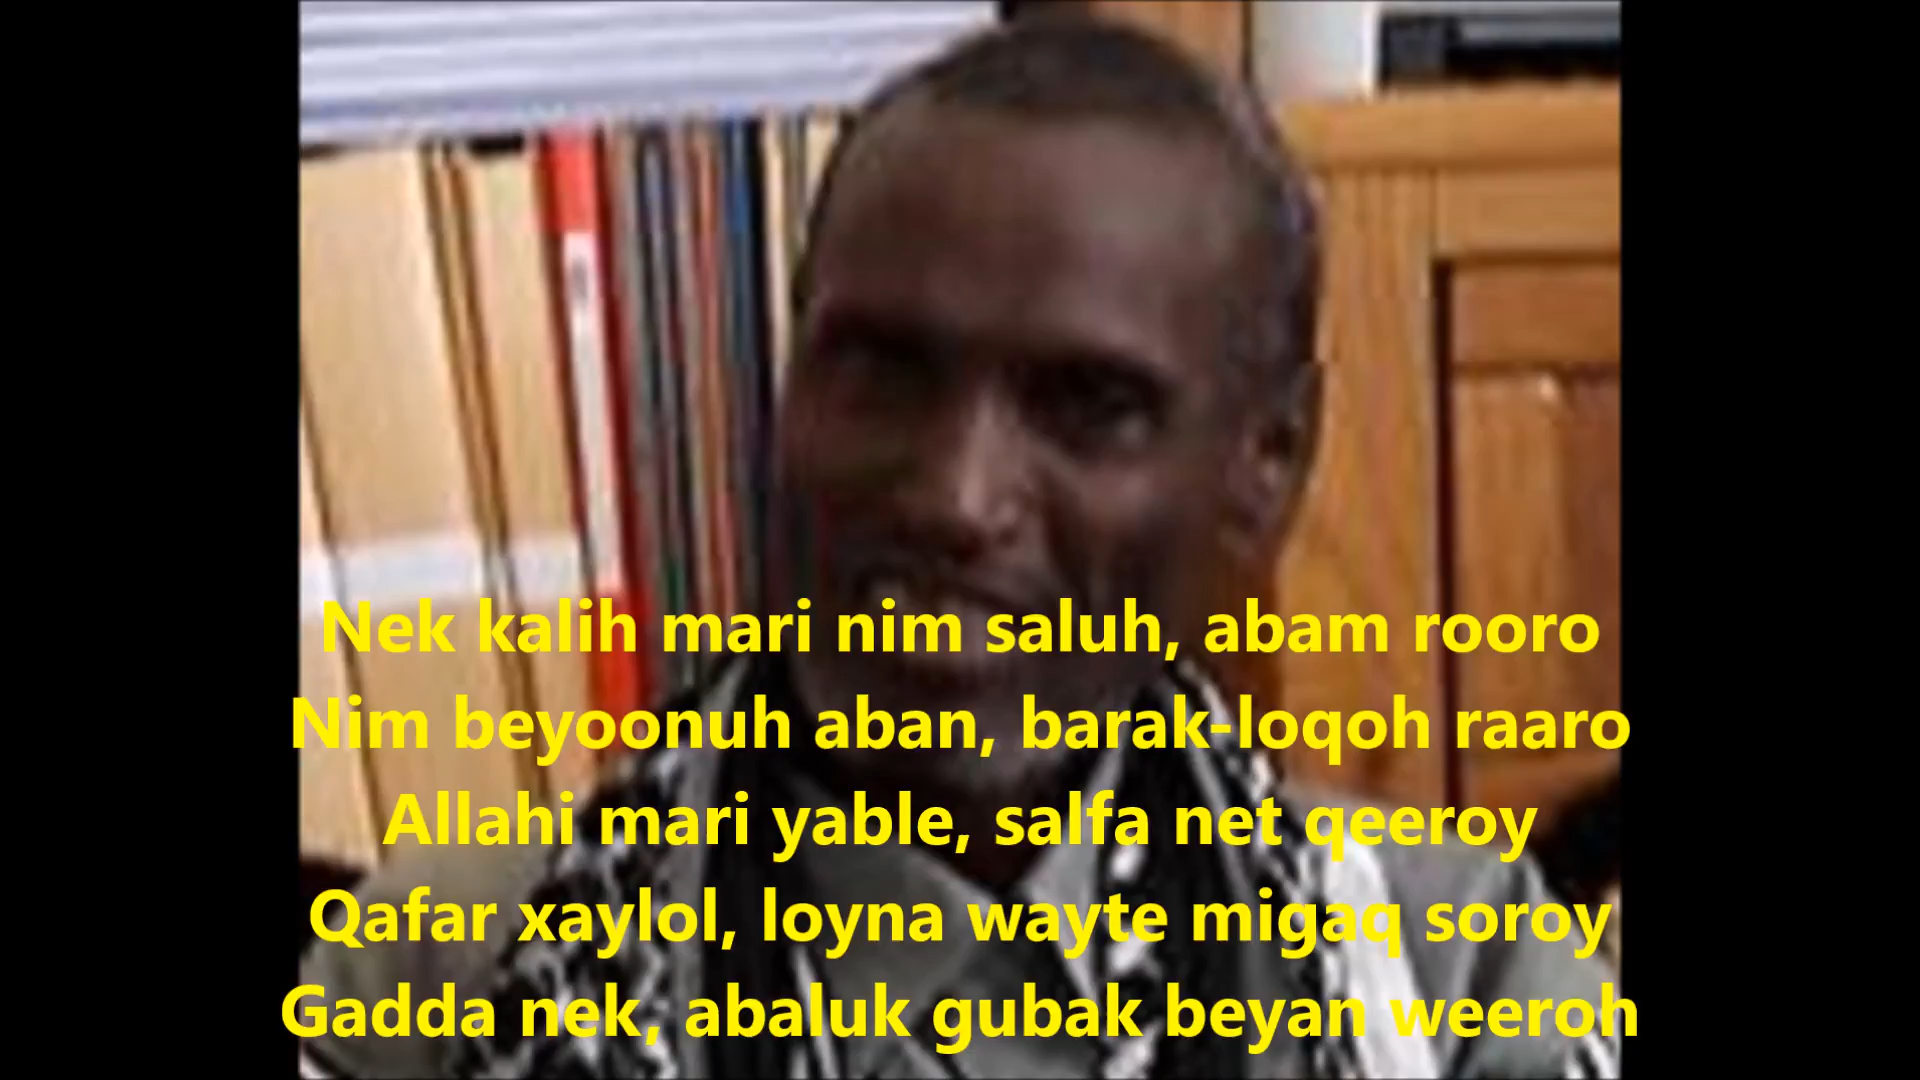 Nek kalih mari nim saluh, abam rooro
Nim beyoonuh aban, barak-loqoh raaro
Allahi mari yable, salfa net qeeroy
Qafar xaylol, loyna wayte migaq soroy
Gadda nek, abaluk gubak beyan weeroh